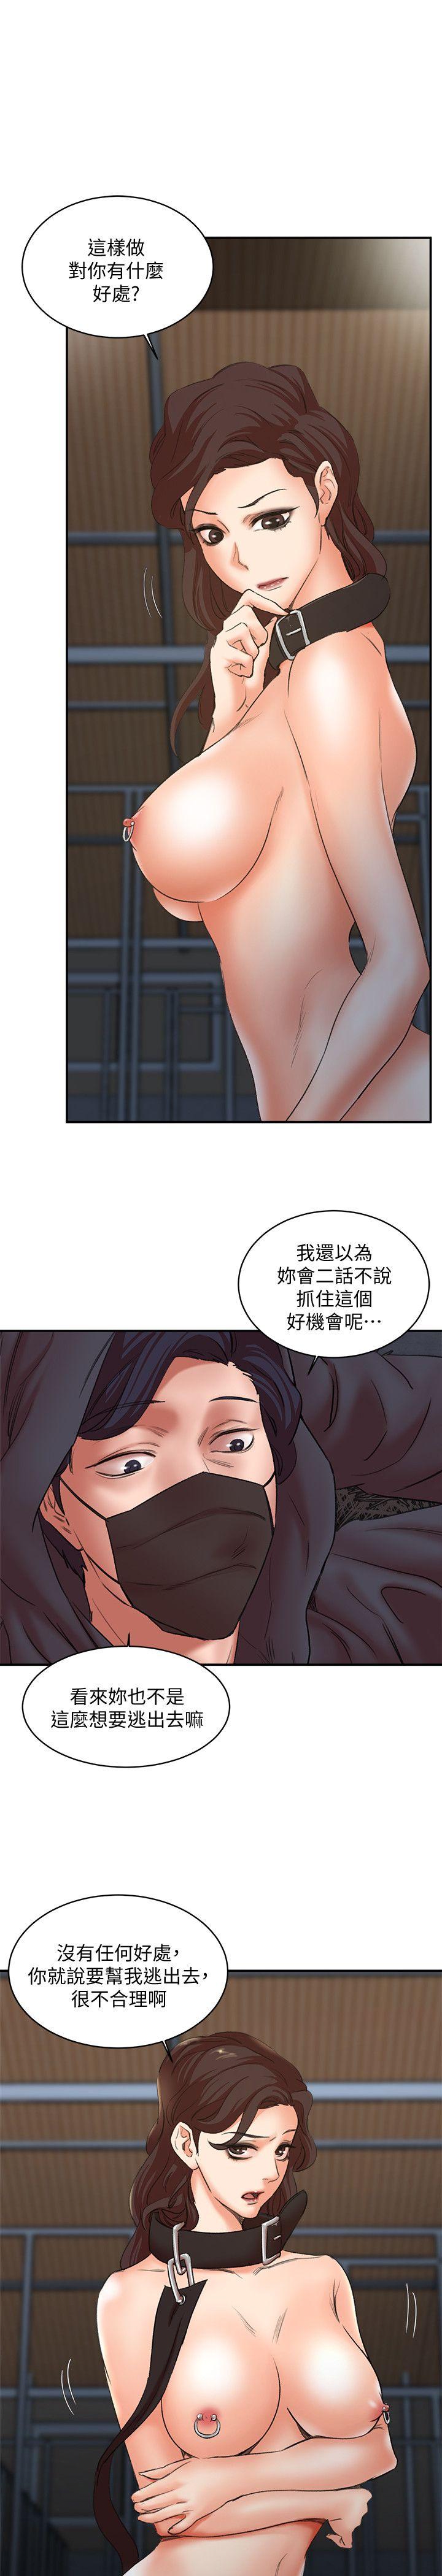 這樣做
對你有什麼
好處?
我還以為
妳會二話不說
抓住這個
好機會呢…
看來妳也不是
這麼想要逃出去嘛
沒有任何好處,
你就說要幫我逃出去,
很不合理啊